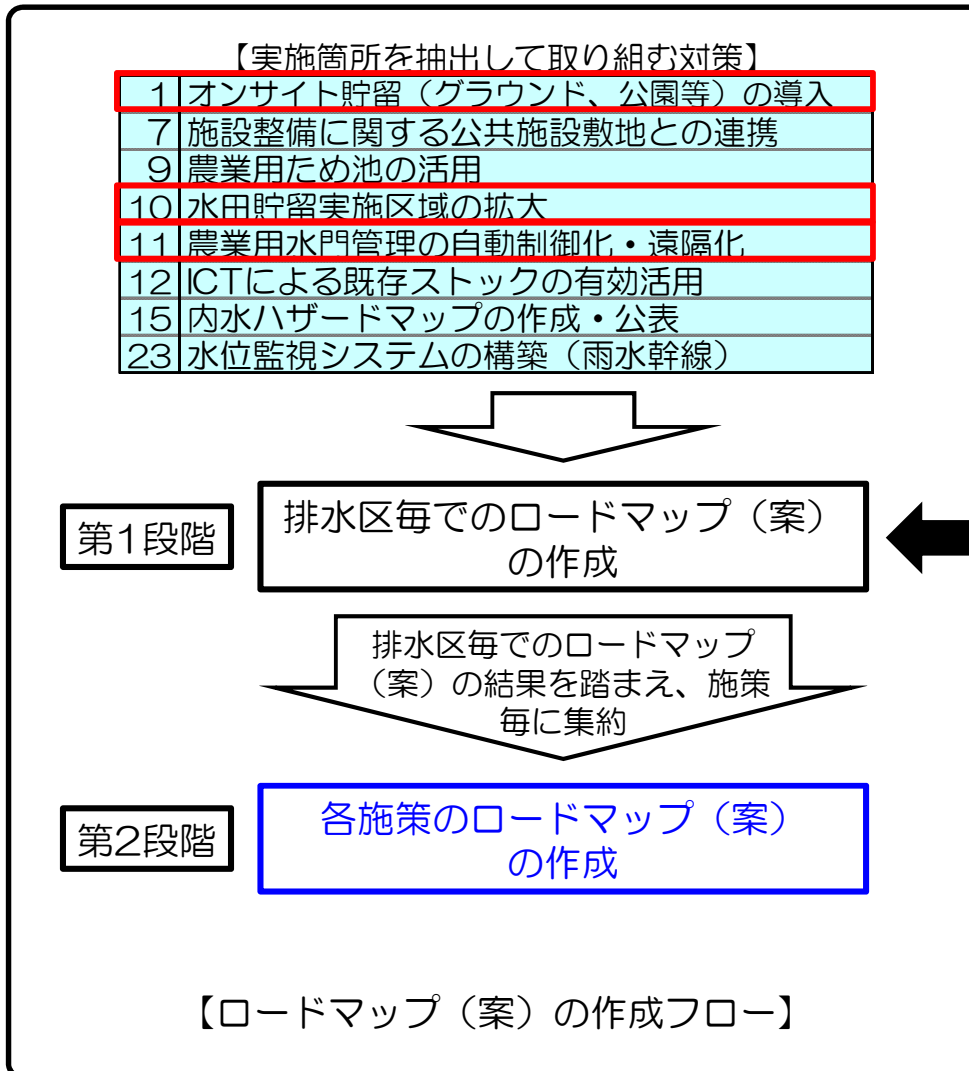 【実施箇所を抽出して取り組む対策】
1 オンサイト貯留（グラウンド、公園等）の導入
7 施設整備に関する公共施設敷地との連携
9 農業用ため池の活用
10 水田貯留実施区域の拡大
11 農業用水門管理の自動制御化・遠隔化
12 ICTによる既存ストックの有効活用
15 内水ハザードマップの作成・公表
23 水位監視システムの構築（雨水幹線）
第1段階
排水区毎でのロードマップ（案）
の作成
排水区毎でのロードマップ
（案）の結果を踏まえ、施策
毎に集約
第2段階
各施策のロードマップ（案）
の作成
【ロードマップ（案）の作成フロー】